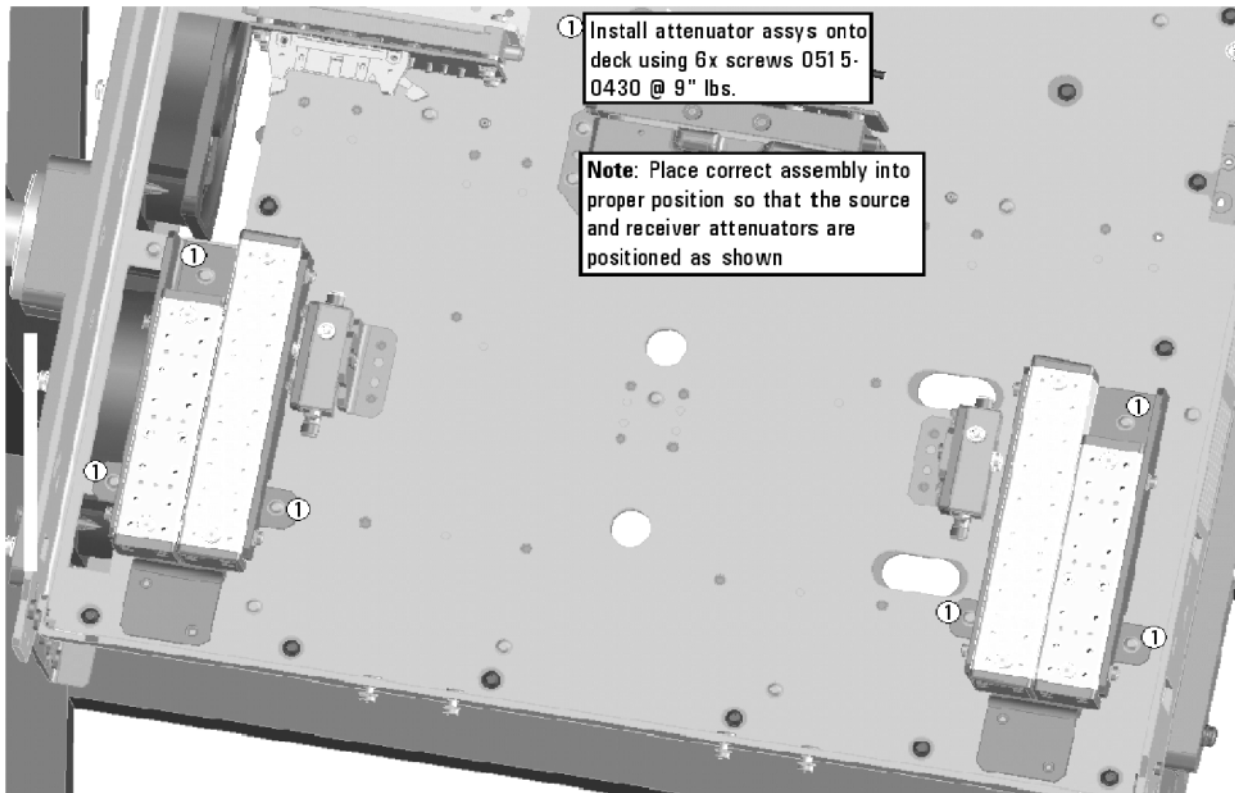 ① Install attenuator assys onto
deck using 6x screws 0515-
0430 @ 9" lbs.
Note: Place correct assembly into
proper position so that the source
and receiver attenuators are
positioned as shown
①
①
①
①
①
①